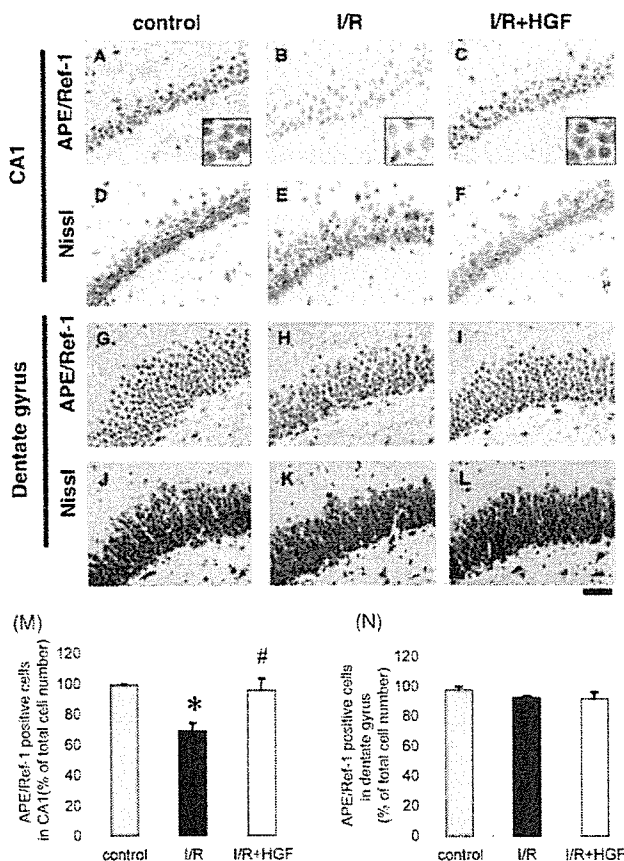 control I/R I/R+HGF
CA1
APE/Ref-1
A B C
Nissl
D E F
Dentate gyrus
APE/Ref-1
G H I
Nissl
J K L
(M)
APE/Ref-1 positive cells
in CA1(% of total cell number)
120
100
80
60
40
20
0
*
#
control I/R I/R+HGF
(N)
APE/Ref-1 positive cells
in dentate gyrus
(% of total cell number)
120
100
80
60
40
20
0
control I/R I/R+HGF